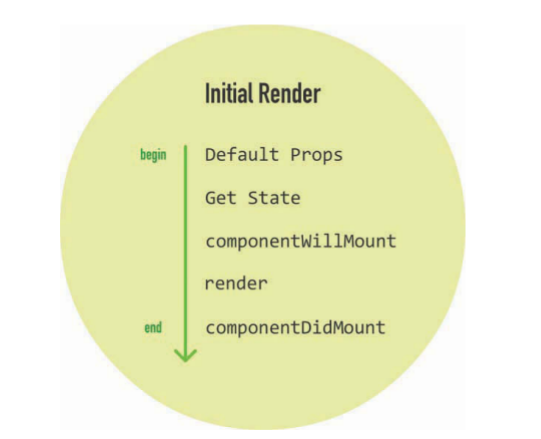 Initial Render
begin
Default Props
Get State
componentWillMount
render
end
componentDidMount